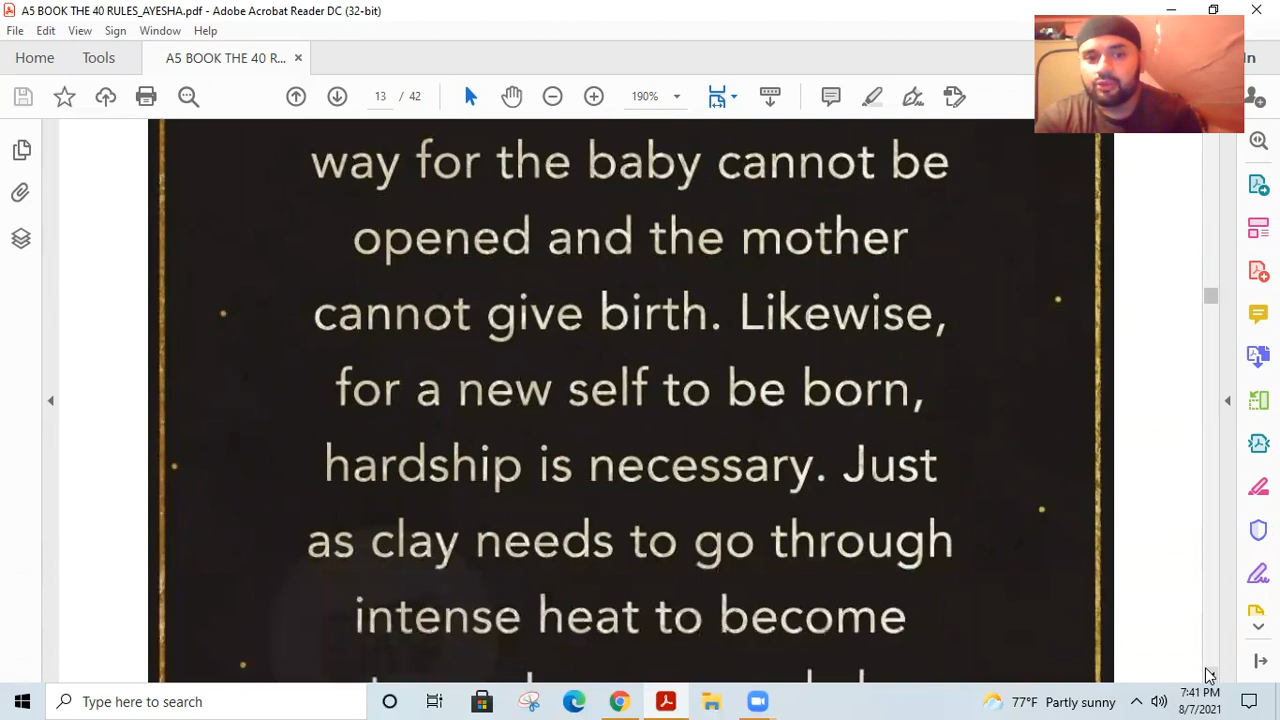 A5 BOOK THE 40 RULES_AYESHA.pdf - Adobe Acrobat Reader DC (32-bit)
File Edit View Sign Window Help
Home Tools A5 BOOK THE 40 R... ×
13 / 42 190%
way for the baby cannot be
opened and the mother
cannot give birth. Likewise,
for a new self to be born,
hardship is necessary. Just
as clay needs to go through
intense heat to become
Type here to search
77°F Partly sunny
7:41 PM
8/7/2021